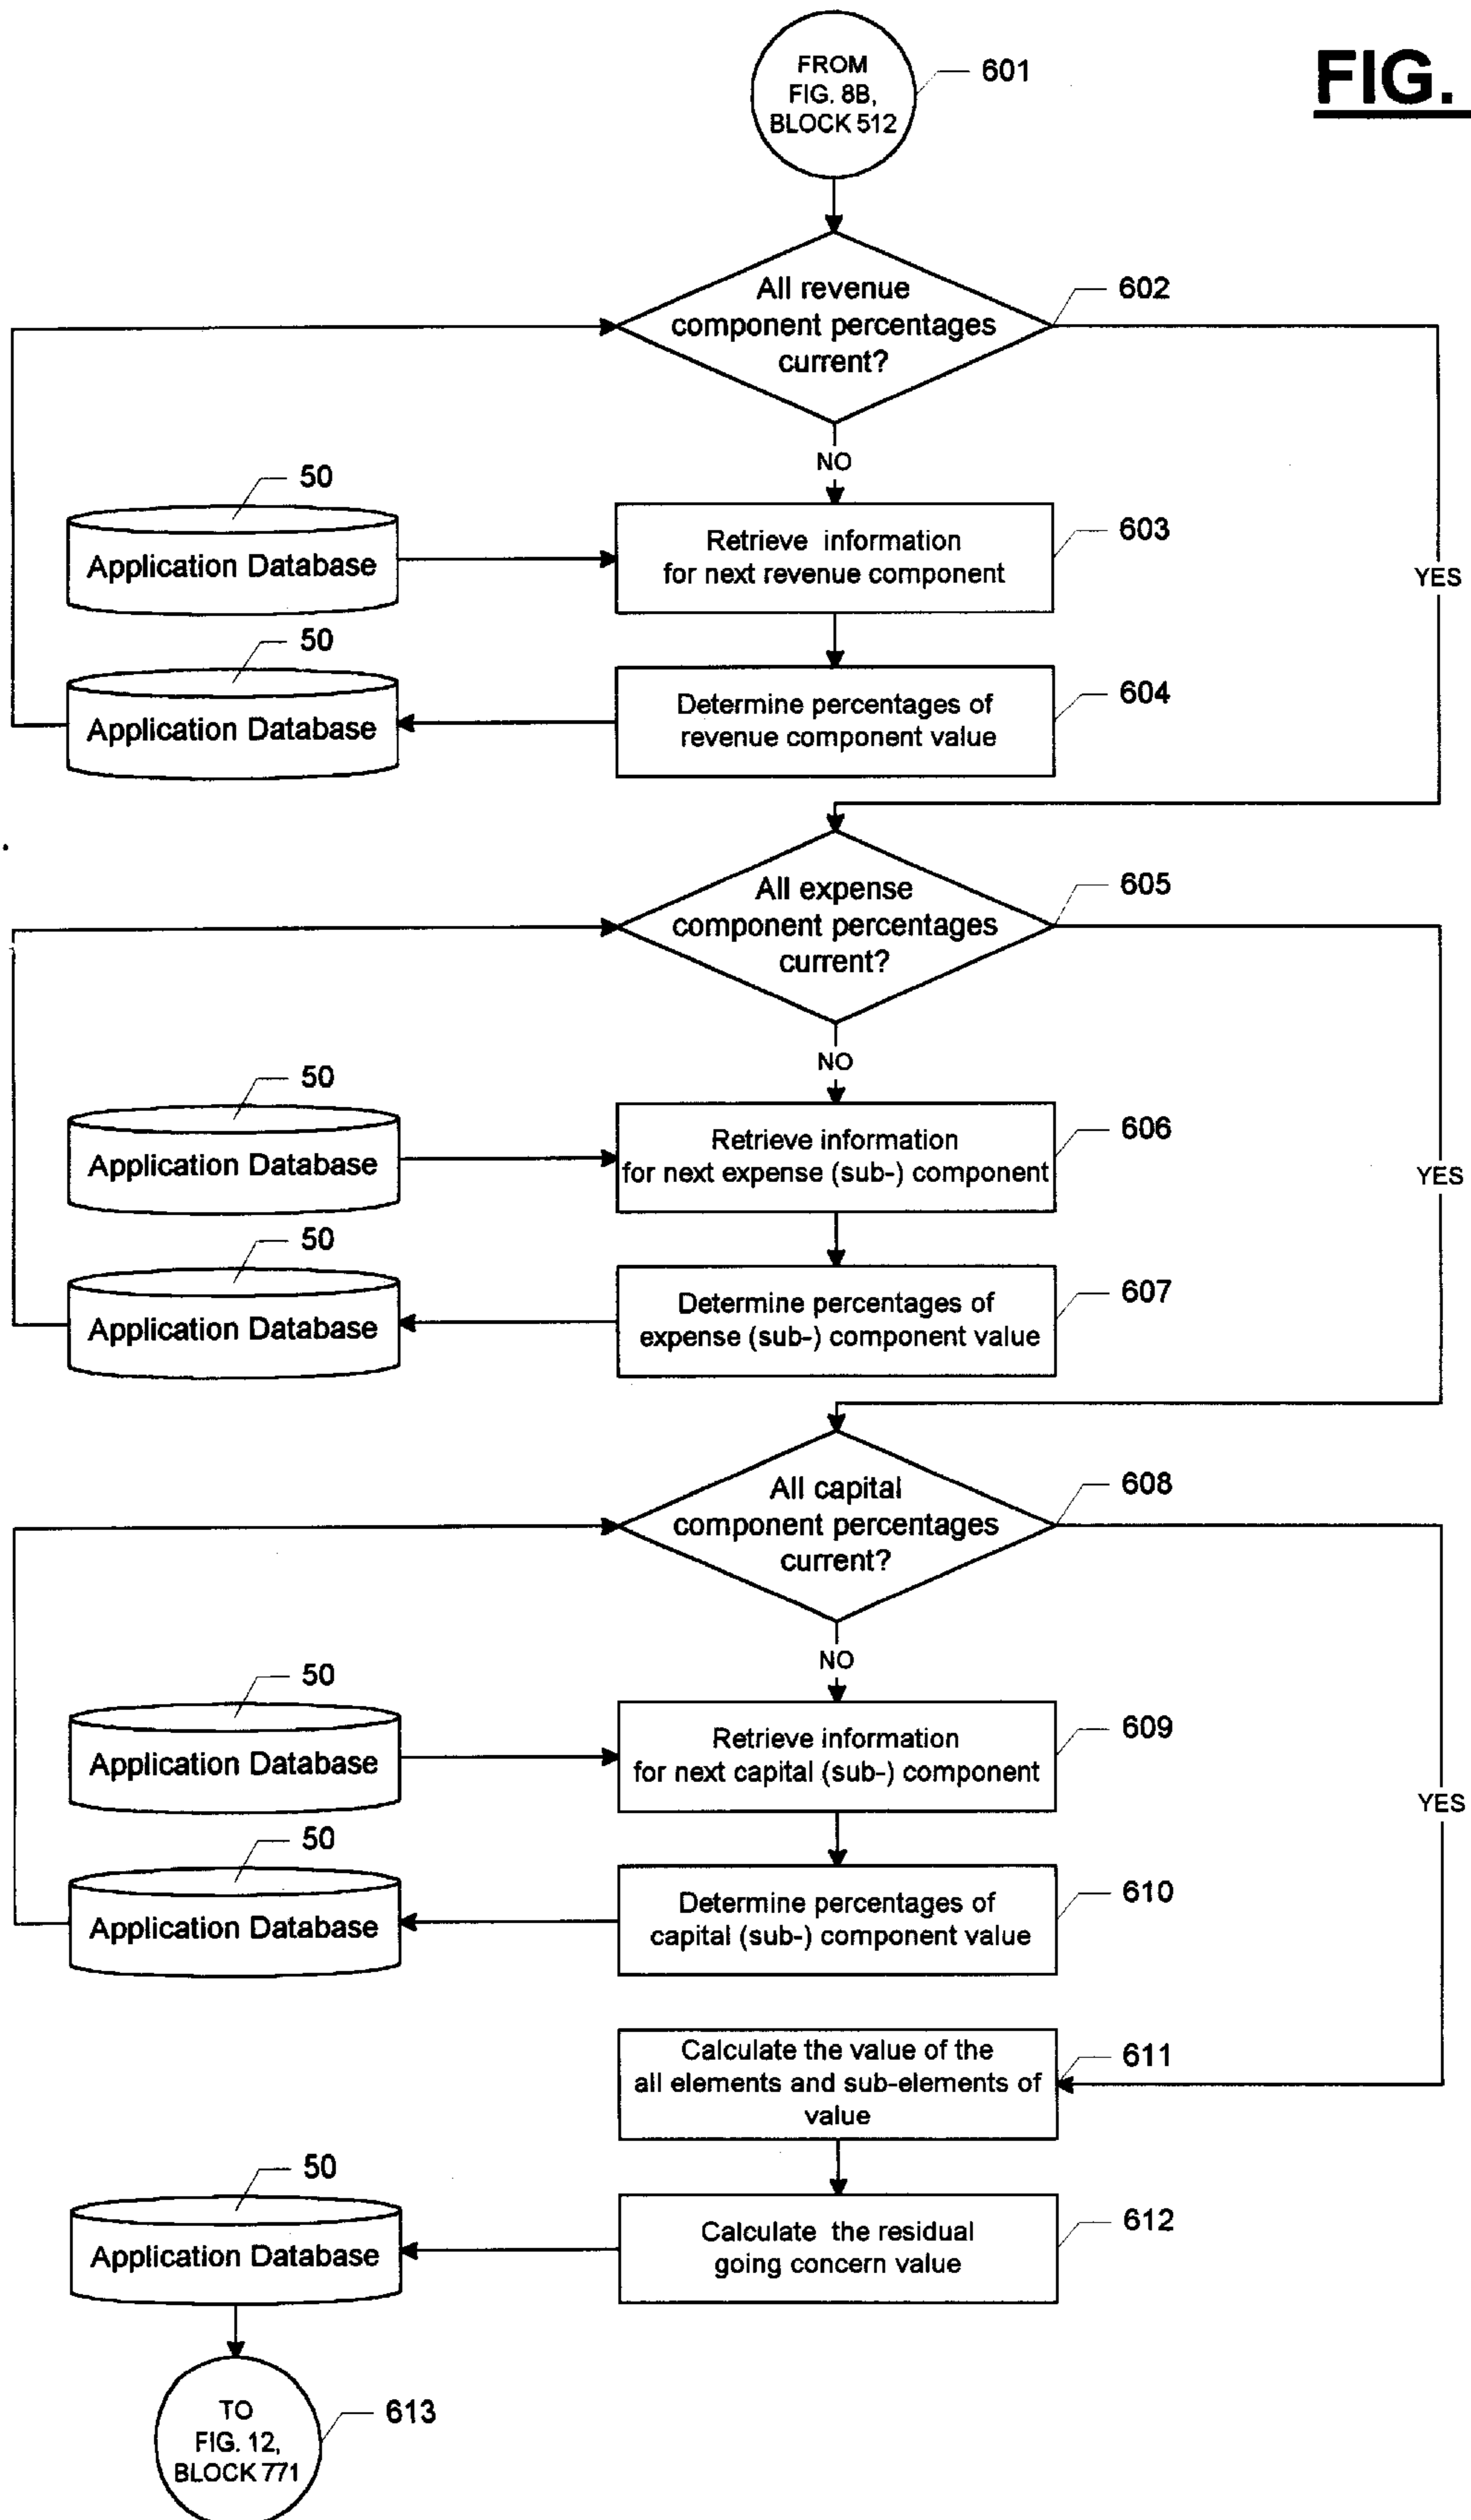 FROM
FIG. 8B,
BLOCK 512
601
FIG.
All revenue
component percentages
current?
602
NO
YES
50
Application Database
Retrieve information
for next revenue component
603
50
Application Database
Determine percentages of
revenue component value
604
All expense
component percentages
current?
605
NO
YES
50
Application Database
Retrieve information
for next expense (sub-) component
606
50
Application Database
Determine percentages of
expense (sub-) component value
607
All capital
component percentages
current?
608
NO
YES
50
Application Database
Retrieve information
for next capital (sub-) component
609
50
Application Database
Determine percentages of
capital (sub-) component value
610
Calculate the value of the
all elements and sub-elements of
value
611
50
Application Database
Calculate the residual
going concern value
612
TO
FIG. 12,
BLOCK 771
613